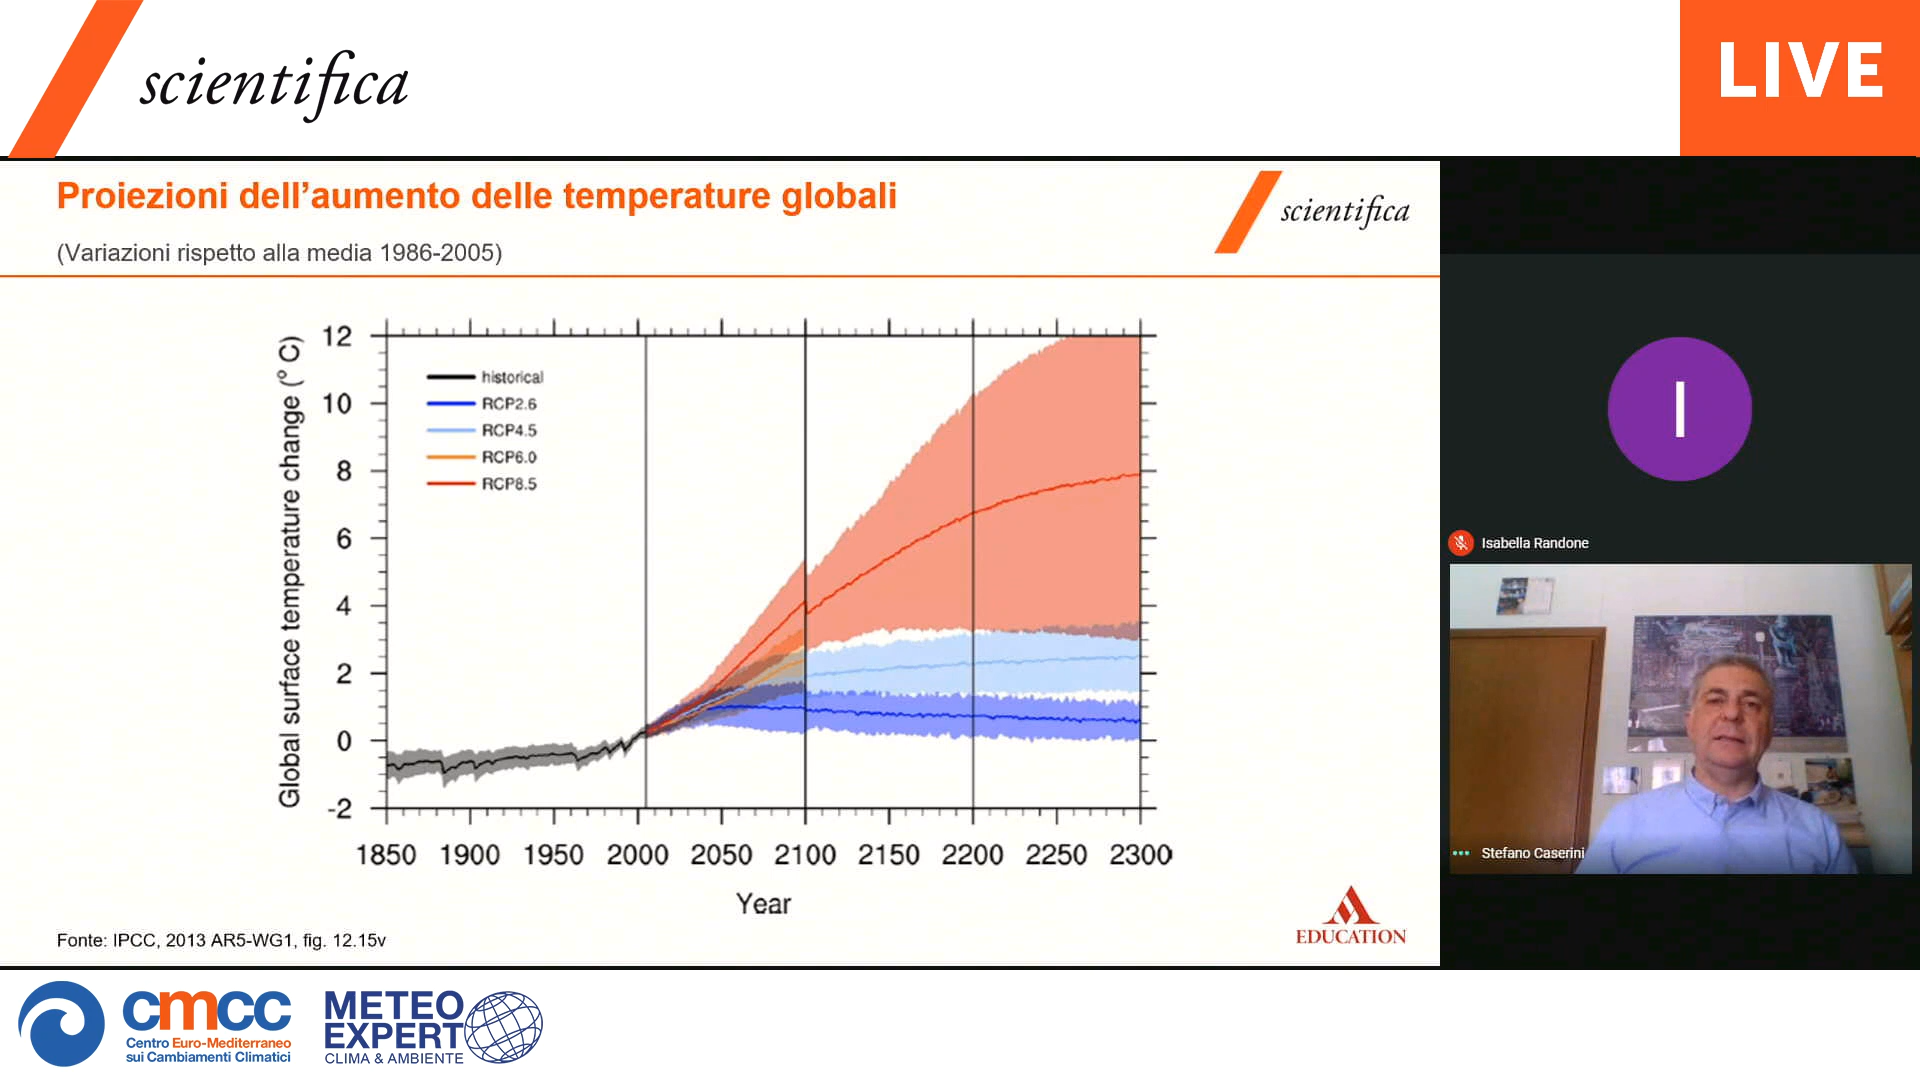 scientifica
LIVE
Proiezioni dell’aumento delle temperature globali
(Variazioni rispetto alla media 1986-2005)
scientifica
Global surface temperature change (° C)
12
10
8
6
4
2
0
-2
historical
RCP2.6
RCP4.5
RCP6.0
RCP8.5
1850 1900 1950 2000 2050 2100 2150 2200 2250 2300
Year
Fonte: IPCC, 2013 AR5-WG1, fig. 12.15v
EDUCATION
I
Isabella Randone
Stefano Caserini
cmcc
Centro Euro-Mediterraneo
sui Cambiamenti Climatici
METEO
EXPERT
CLIMA & AMBIENTE